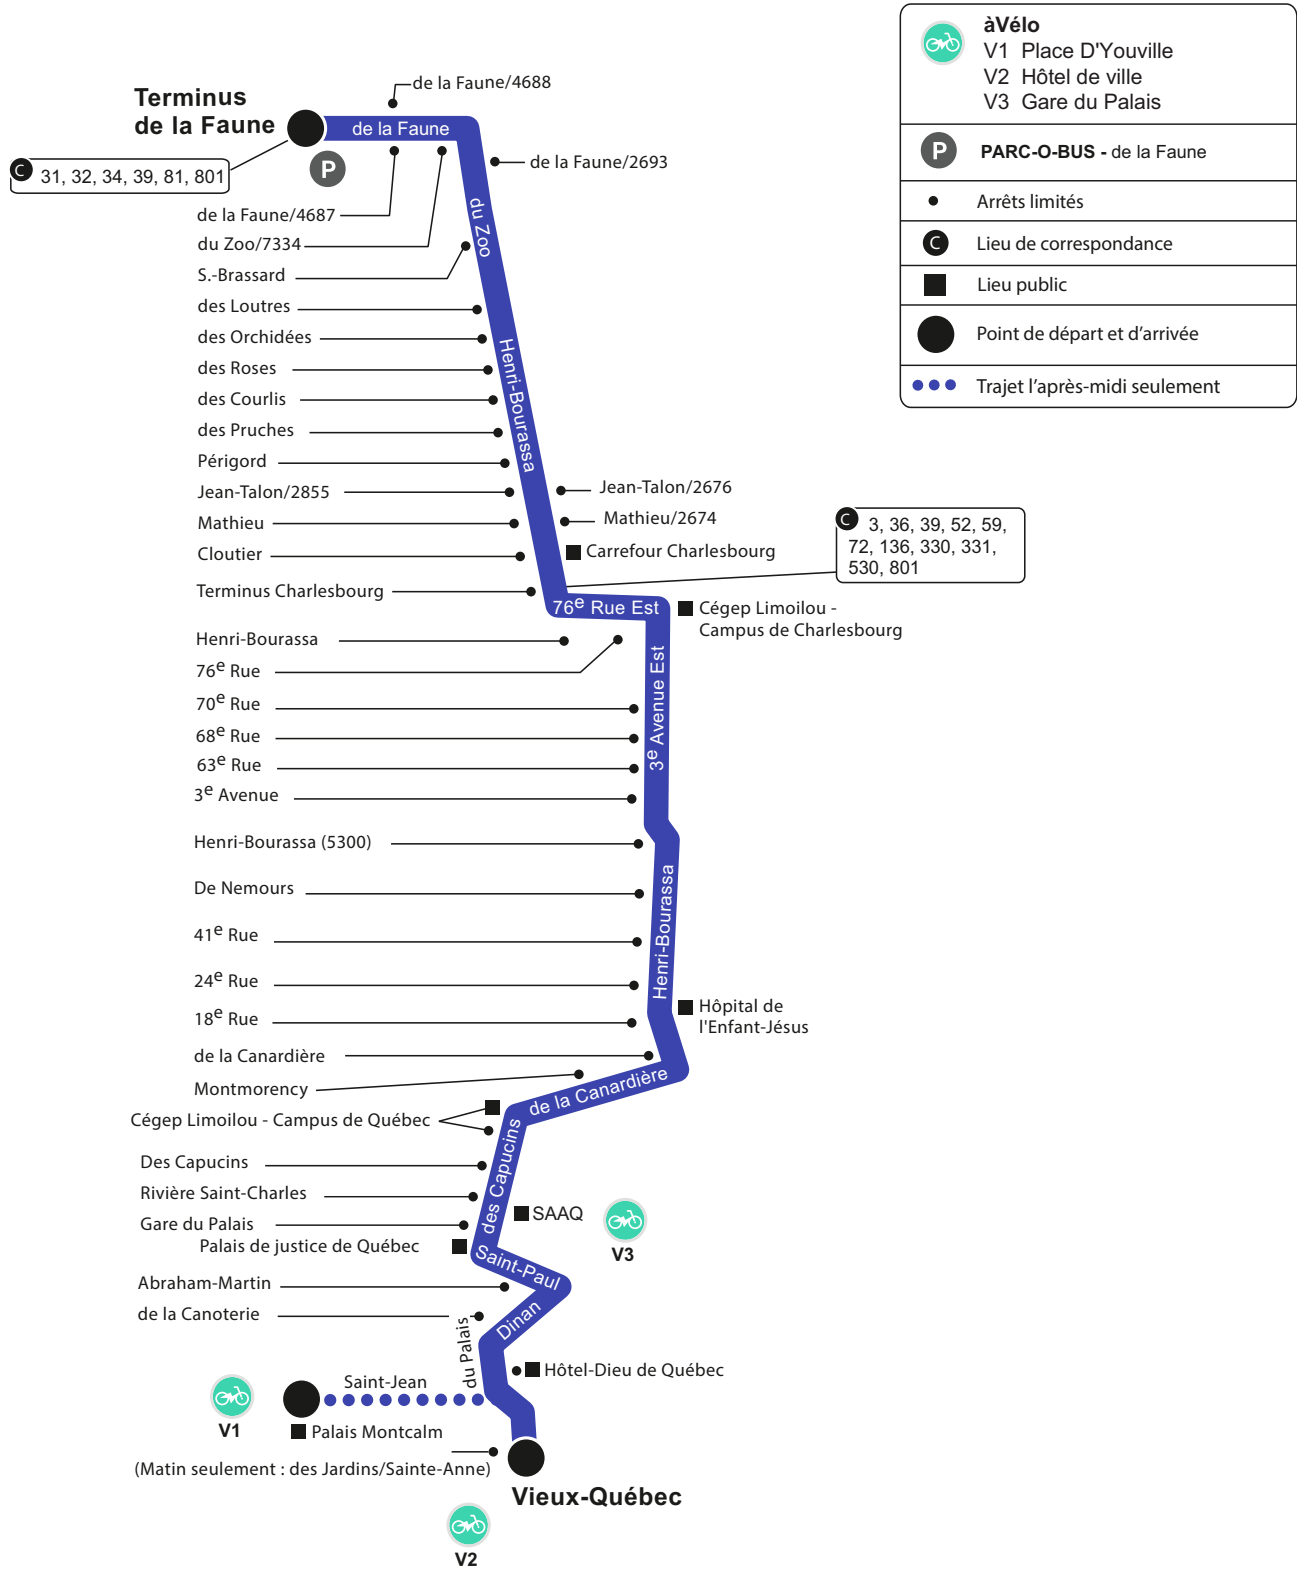 àVélo
V1 Place D'Youville
V2 Hôtel de ville
V3 Gare du Palais
P PARC-O-BUS - de la Faune
Arrêts limités
C Lieu de correspondance
Lieu public
Point de départ et d'arrivée
Trajet l'après-midi seulement
de la Faune/4688
Terminus
de la Faune
de la Faune
P
C 31, 32, 34, 39, 81, 801
de la Faune/2693
de la Faune/4687
du Zoo
du Zoo/7334
S.-Brassard
des Loutres
des Orchidées
Henri-Bourassa
des Roses
des Courlis
des Pruches
Périgord
Jean-Talon/2855
Jean-Talon/2676
Mathieu
Mathieu/2674
Cloutier
Carrefour Charlesbourg
C 3, 36, 39, 52, 59,
72, 136, 330, 331,
530, 801
Terminus Charlesbourg
76e Rue Est
Cégep Limoilou -
Campus de Charlesbourg
Henri-Bourassa
76e Rue
3e Avenue Est
70e Rue
68e Rue
63e Rue
3e Avenue
Henri-Bourassa (5300)
De Nemours
Henri-Bourassa
41e Rue
24e Rue
Hôpital de
l'Enfant-Jésus
18e Rue
de la Canardière
de la Canardière
Montmorency
Cégep Limoilou - Campus de Québec
des Capucins
Des Capucins
Rivière Saint-Charles
SAAQ
Gare du Palais
V3
Palais de justice de Québec
Saint-Paul
Abraham-Martin
de la Canoterie
Dinan
du Palais
Hôtel-Dieu de Québec
Saint-Jean
V1
Palais Montcalm
(Matin seulement : des Jardins/Sainte-Anne)
Vieux-Québec
V2